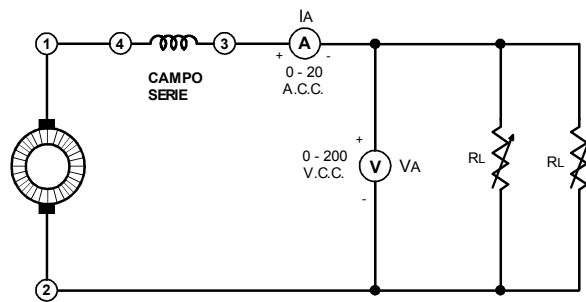 IA
1 4 3 A
+ -
CAMPO
SERIE
0 - 20
A.C.C.
+
0 - 200
V.C.C.
V
VA
-
RL
RL
2